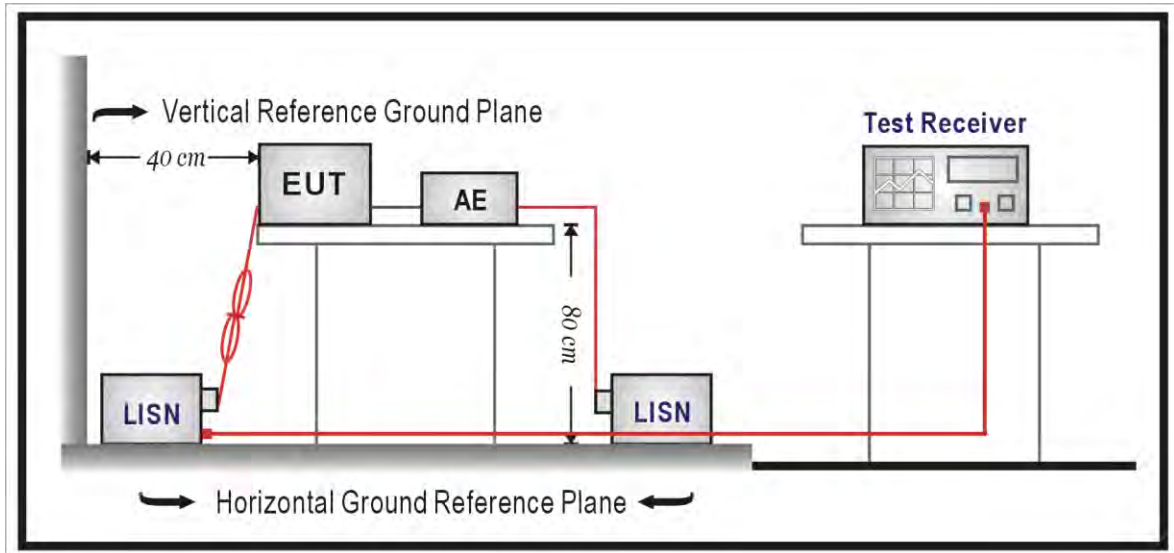 Vertical Reference Ground Plane
40 cm
EUT
AE
Test Receiver
80 cm
LISN
LISN
Horizontal Ground Reference Plane